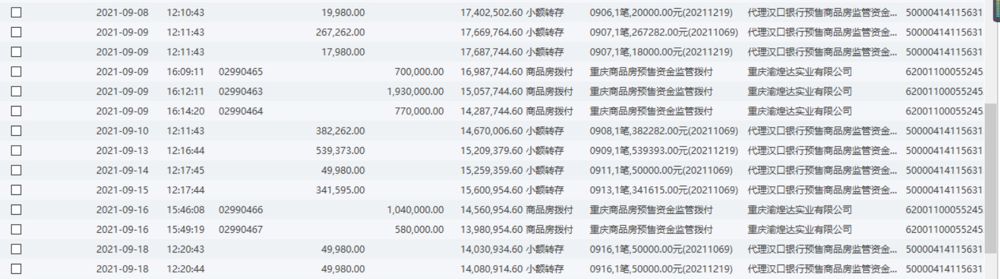 2021-09-08 12:10:43 19,980.00 17,402,502.60 小额转存 0906,1笔,20000.00元(20211219) 代理汉口银行预售商品房监管资金... 50000414115631
2021-09-09 12:11:43 267,262.00 17,669,764.60 小额转存 0907,1笔,267282.00元(20211069) 代理汉口银行预售商品房监管资金... 50000414115631
2021-09-09 12:11:43 17,980.00 17,687,744.60 小额转存 0907,1笔,18000.00元(20211219) 代理汉口银行预售商品房监管资金... 50000414115631
2021-09-09 16:09:11 02990465 700,000.00 16,987,744.60 商品房拨付 重庆商品房预售资金监管拨付 重庆渝煌达实业有限公司 62001100055245
2021-09-09 16:12:11 02990463 1,930,000.00 15,057,744.60 商品房拨付 重庆商品房预售资金监管拨付 重庆渝煌达实业有限公司 62001100055245
2021-09-09 16:14:20 02990464 770,000.00 14,287,744.60 商品房拨付 重庆商品房预售资金监管拨付 重庆渝煌达实业有限公司 62001100055245
2021-09-10 12:11:43 382,262.00 14,670,006.60 小额转存 0908,1笔,382282.00元(20211069) 代理汉口银行预售商品房监管资金... 50000414115631
2021-09-13 12:16:44 539,373.00 15,209,379.60 小额转存 0909,1笔,539393.00元(20211219) 代理汉口银行预售商品房监管资金... 50000414115631
2021-09-14 12:17:45 49,980.00 15,259,359.60 小额转存 0911,1笔,50000.00元(20211069) 代理汉口银行预售商品房监管资金... 50000414115631
2021-09-15 12:17:44 341,595.00 15,600,954.60 小额转存 0913,1笔,341615.00元(20211069) 代理汉口银行预售商品房监管资金... 50000414115631
2021-09-16 15:46:08 02990466 1,040,000.00 14,560,954.60 商品房拨付 重庆商品房预售资金监管拨付 重庆渝煌达实业有限公司 62001100055245
2021-09-16 15:49:19 02990467 580,000.00 13,980,954.60 商品房拨付 重庆商品房预售资金监管拨付 重庆渝煌达实业有限公司 62001100055245
2021-09-18 12:20:43 49,980.00 14,030,934.60 小额转存 0916,1笔,50000.00元(20211069) 代理汉口银行预售商品房监管资金... 50000414115631
2021-09-18 12:20:44 49,980.00 14,080,914.60 小额转存 0916,1笔,50000.00元(20211219) 代理汉口银行预售商品房监管资金... 50000414115631